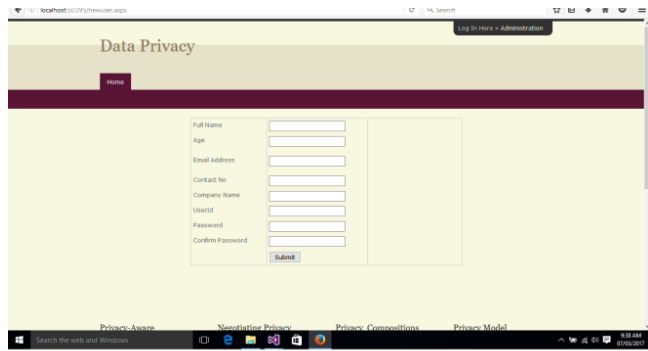 localhost:50395/newuser.aspx
Search
Log In Here » Administration
Data Privacy
Home
Full Name
Age
Email Address
Contact No
Company Name
UserId
Password
Confirm Password
Submit
Privacy-Aware Negotiating Privacy Privacy Compositions Privacy Model
Search the web and Windows
9:38 AM
07/03/2017